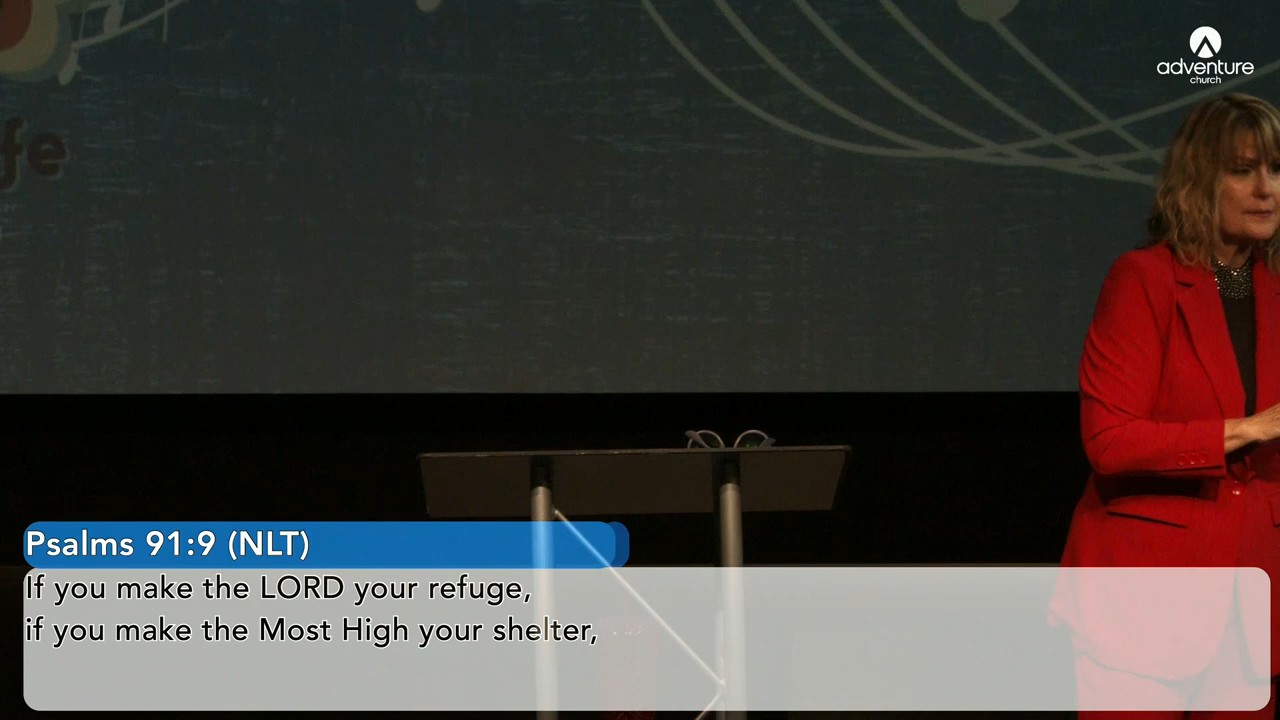 adventure
church
fe
Psalms 91:9 (NLT)
If you make the LORD your refuge,
if you make the Most High your shelter,